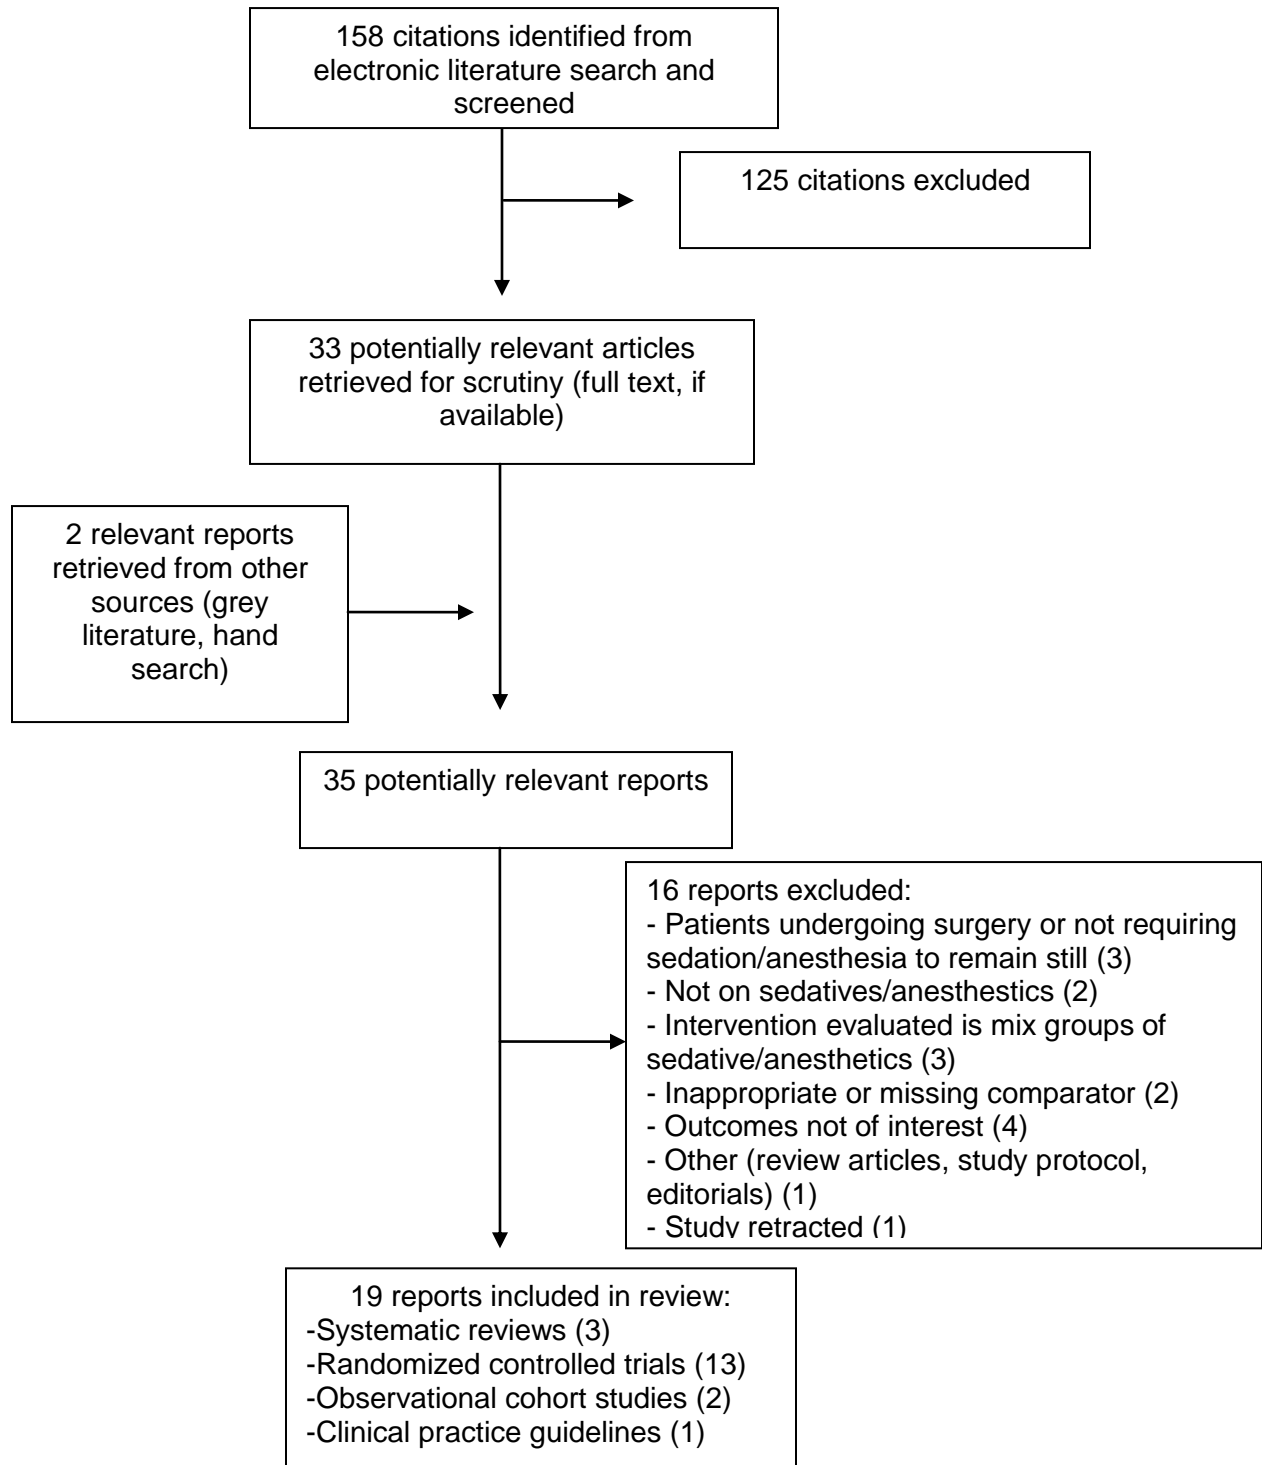 158 citations identified from
electronic literature search and
screened
125 citations excluded
33 potentially relevant articles
retrieved for scrutiny (full text, if
available)
2 relevant reports
retrieved from other
sources (grey
literature, hand
search)
35 potentially relevant reports
16 reports excluded:
- Patients undergoing surgery or not requiring
sedation/anesthesia to remain still (3)
- Not on sedatives/anesthestics (2)
- Intervention evaluated is mix groups of
sedative/anesthetics (3)
- Inappropriate or missing comparator (2)
- Outcomes not of interest (4)
- Other (review articles, study protocol,
editorials) (1)
- Study retracted (1)
19 reports included in review:
-Systematic reviews (3)
-Randomized controlled trials (13)
-Observational cohort studies (2)
-Clinical practice guidelines (1)